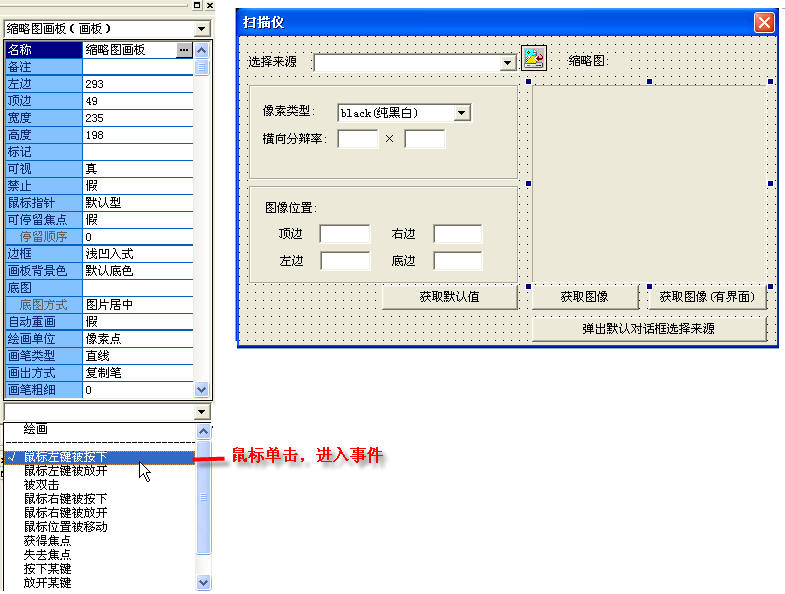 缩略图画板（画板）
名称 缩略图画板 ...
备注
左边 293
顶边 49
宽度 235
高度 198
标记
可视 真
禁止 假
鼠标指针 默认型
可停留焦点 假
停留顺序 0
边框 浅凹入式
画板背景色 默认底色
底图
底图方式 图片居中
自动重画 假
绘画单位 像素点
画笔类型 直线
画出方式 复制笔
画笔粗细 0
绘画
√ 鼠标左键被按下
鼠标左键被放开
被双击
鼠标右键被按下
鼠标右键被放开
鼠标位置被移动
获得焦点
失去焦点
按下某键
放开某键
鼠标单击，进入事件
扫描仪
选择来源
缩略图:
像素类型: black(纯黑白)
横向分辩率: ×
图像位置:
顶边 右边
左边 底边
获取默认值
获取图像
获取图像(有界面)
弹出默认对话框选择来源